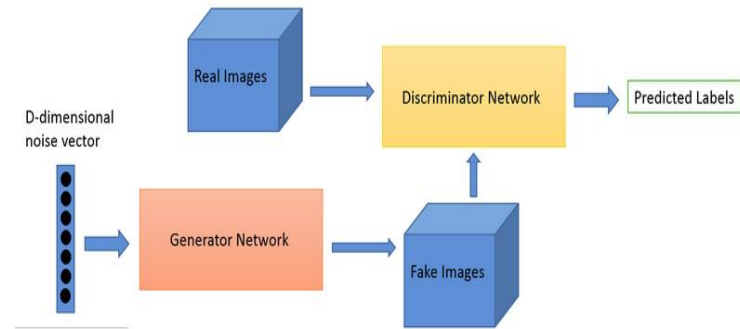 Real Images
Discriminator Network
Predicted Labels
D-dimensional
noise vector
Generator Network
Fake Images